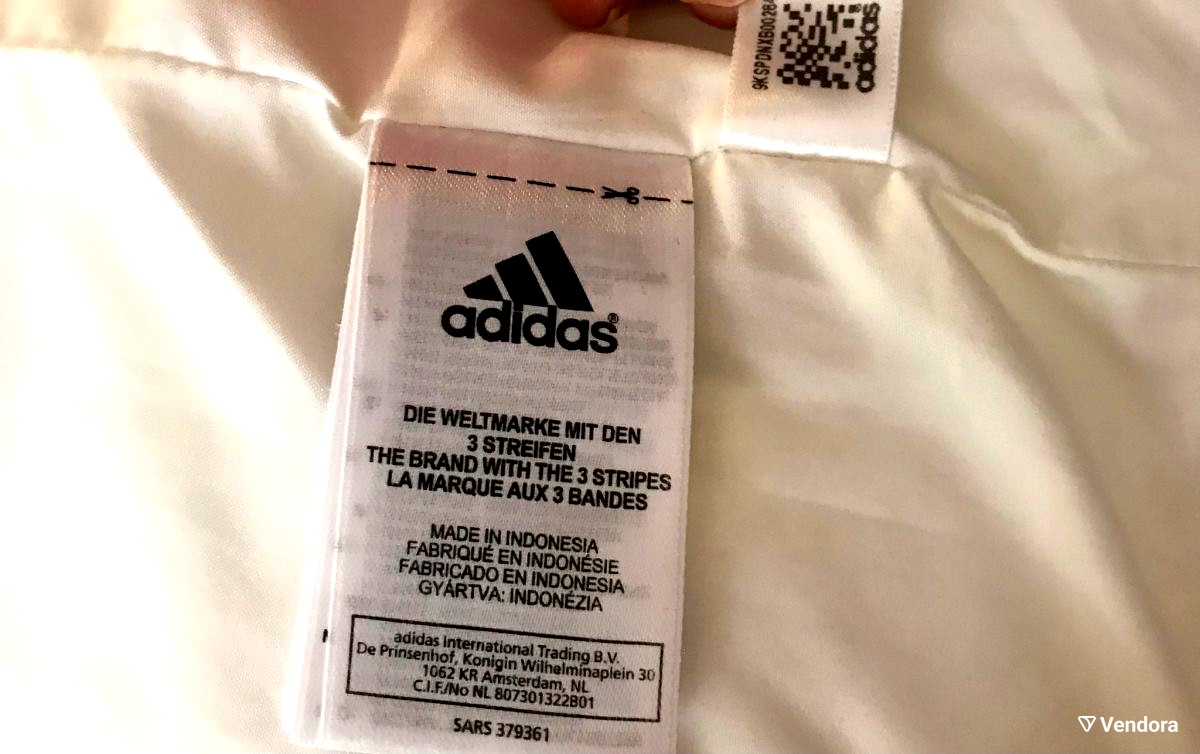 adidas
adidas®
DIE WELTMARKE MIT DEN
3 STREIFEN
THE BRAND WITH THE 3 STRIPES
LA MARQUE AUX 3 BANDES
MADE IN INDONESIA
FABRIQUÉ EN INDONÉSIE
FABRICADO EN INDONESIA
GYÁRTVA: INDONÉZIA
adidas International Trading B.V.
De Prinsenhof, Konigin Wilhelminaplein 30
1062 KR Amsterdam, NL
C.I.F./No NL 807301322B01
SARS 379361
Vendora